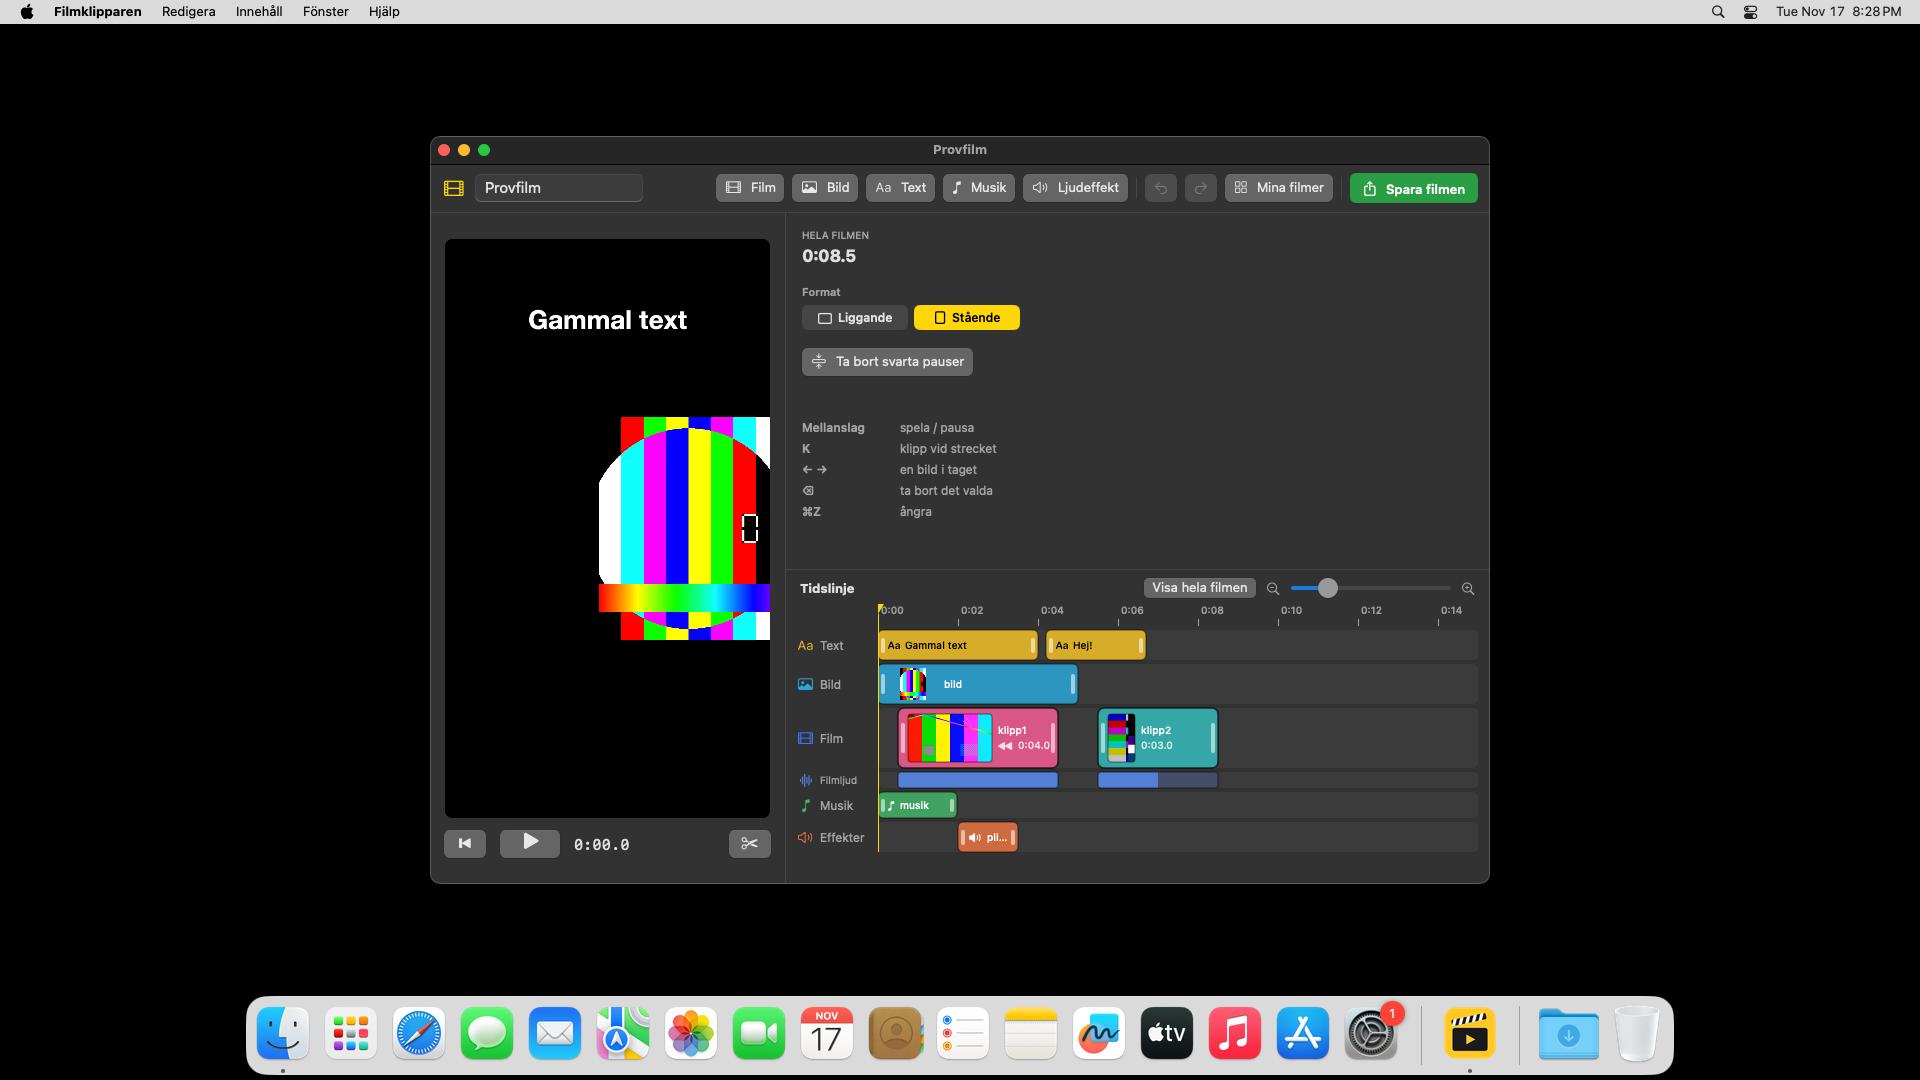 Filmklipparen Redigera Innehåll Fönster Hjälp Tue Nov 17 8:28 PM
Provfilm
Provfilm Film Bild Aa Text Musik Ljudeffekt Mina filmer Spara filmen
HELA FILMEN
0:08.5
Format
Liggande Stående
Ta bort svarta pauser
Mellanslag spela / pausa
K klipp vid strecket
← → en bild i taget
⌫ ta bort det valda
⌘Z ångra
Gammal text
0:00.0
Tidslinje Visa hela filmen
0:00 0:02 0:04 0:06 0:08 0:10 0:12 0:14
Aa Text Aa Gammal text Aa Hej!
Bild bild
Film klipp1 0:04.0 klipp2 0:03.0
Filmljud
Musik musik
Effekter pli...
NOV
17
tv
1